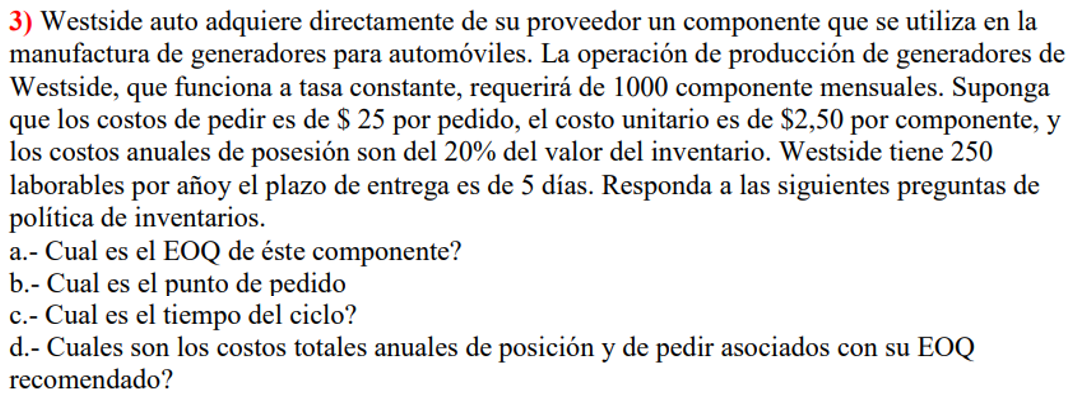 3) Westside auto adquiere directamente de su proveedor un componente que se utiliza en la
manufactura de generadores para automóviles. La operación de producción de generadores de
Westside, que funciona a tasa constante, requerirá de 1000 componente mensuales. Suponga
que los costos de pedir es de $ 25 por pedido, el costo unitario es de $2,50 por componente, y
los costos anuales de posesión son del 20% del valor del inventario. Westside tiene 250
laborables por añoy el plazo de entrega es de 5 días. Responda a las siguientes preguntas de
política de inventarios.
a.- Cual es el EOQ de éste componente?
b.- Cual es el punto de pedido
c.- Cual es el tiempo del ciclo?
d.- Cuales son los costos totales anuales de posición y de pedir asociados con su EOQ
recomendado?